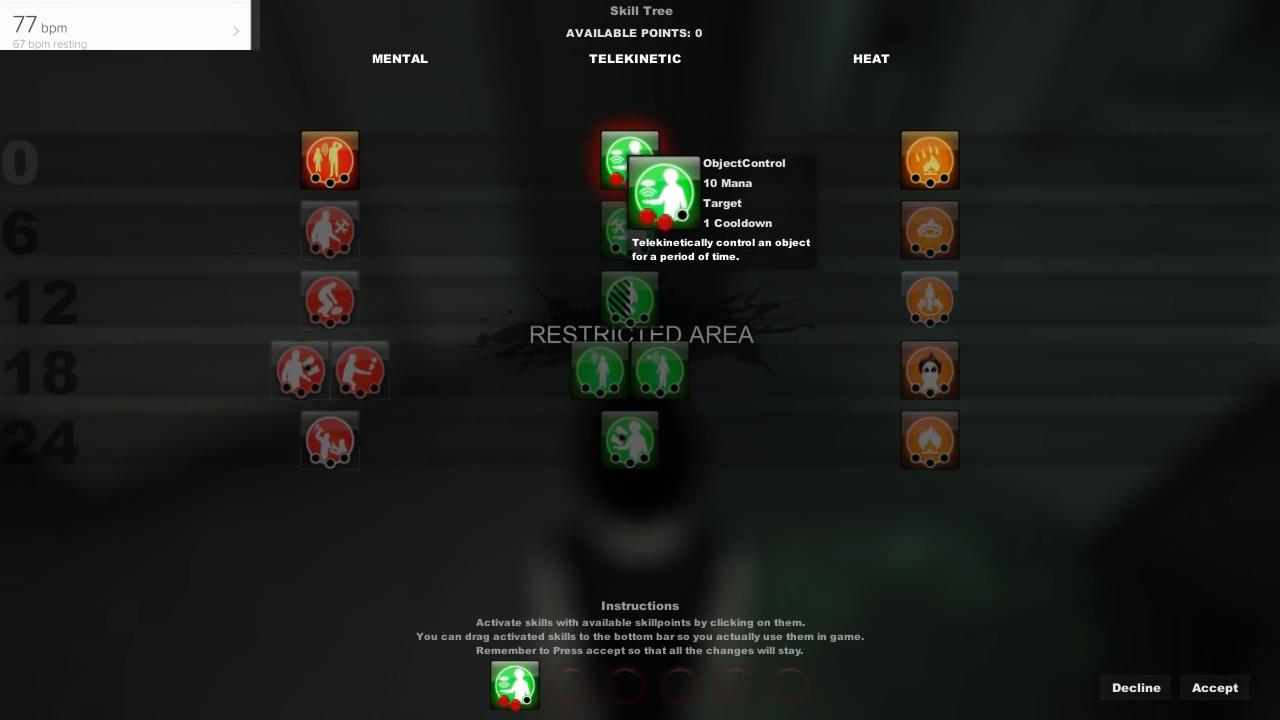 77 bpm
67 bpm resting
Skill Tree
AVAILABLE POINTS: 0
MENTAL
TELEKINETIC
HEAT
0
ObjectControl
10 Mana
Target
1 Cooldown
Telekinetically control an object
for a period of time.
6
12
RESTRICTED AREA
18
24
Instructions
Activate skills with available skillpoints by clicking on them.
You can drag activated skills to the bottom bar so you actually use them in game.
Remember to Press accept so that all the changes will stay.
Decline
Accept